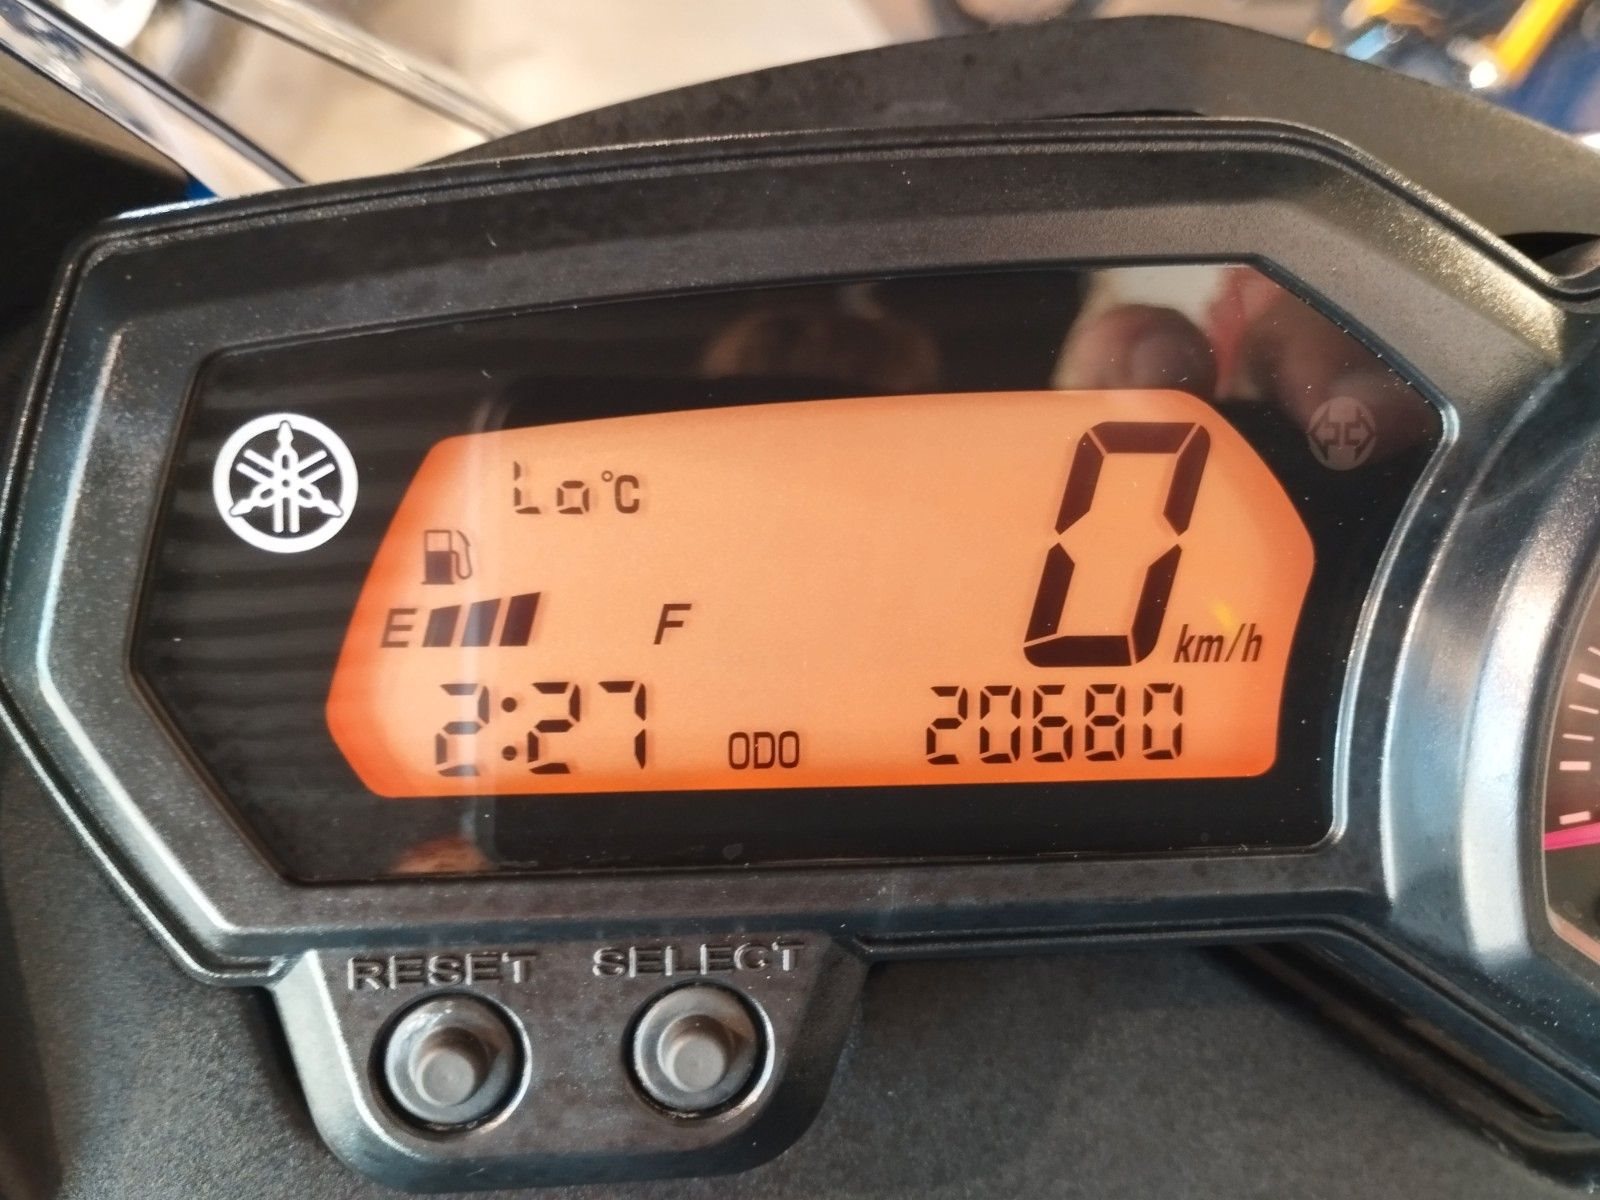 Lo°C
0 km/h
E F
2:27 ODO 20680
RESET SELECT